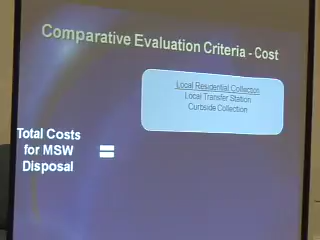 Comparative Evaluation Criteria - Cost
Local Residential Collection
Local Transfer Station
Curbside Collection
Total Costs
for MSW
Disposal
=